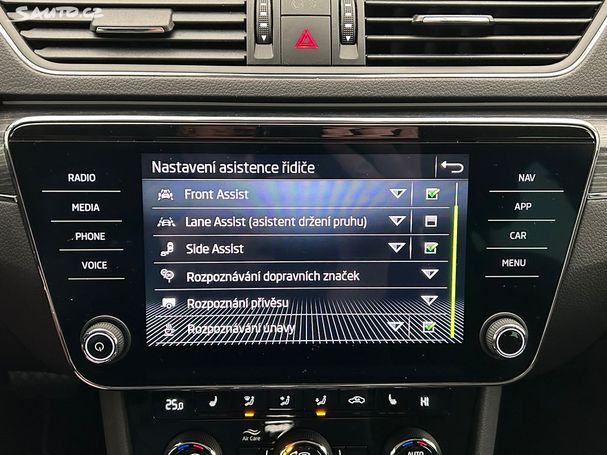 SAUTO.CZ
Nastavení asistence řidiče
RADIO
MEDIA
PHONE
VOICE
Front Assist
Lane Assist (asistent držení pruhu)
Side Assist
Rozpoznávání dopravních značek
Rozpoznání přívěsu
Rozpoznávání únavy
NAV
APP
CAR
MENU
25.0
HI
Air Care
AUTO